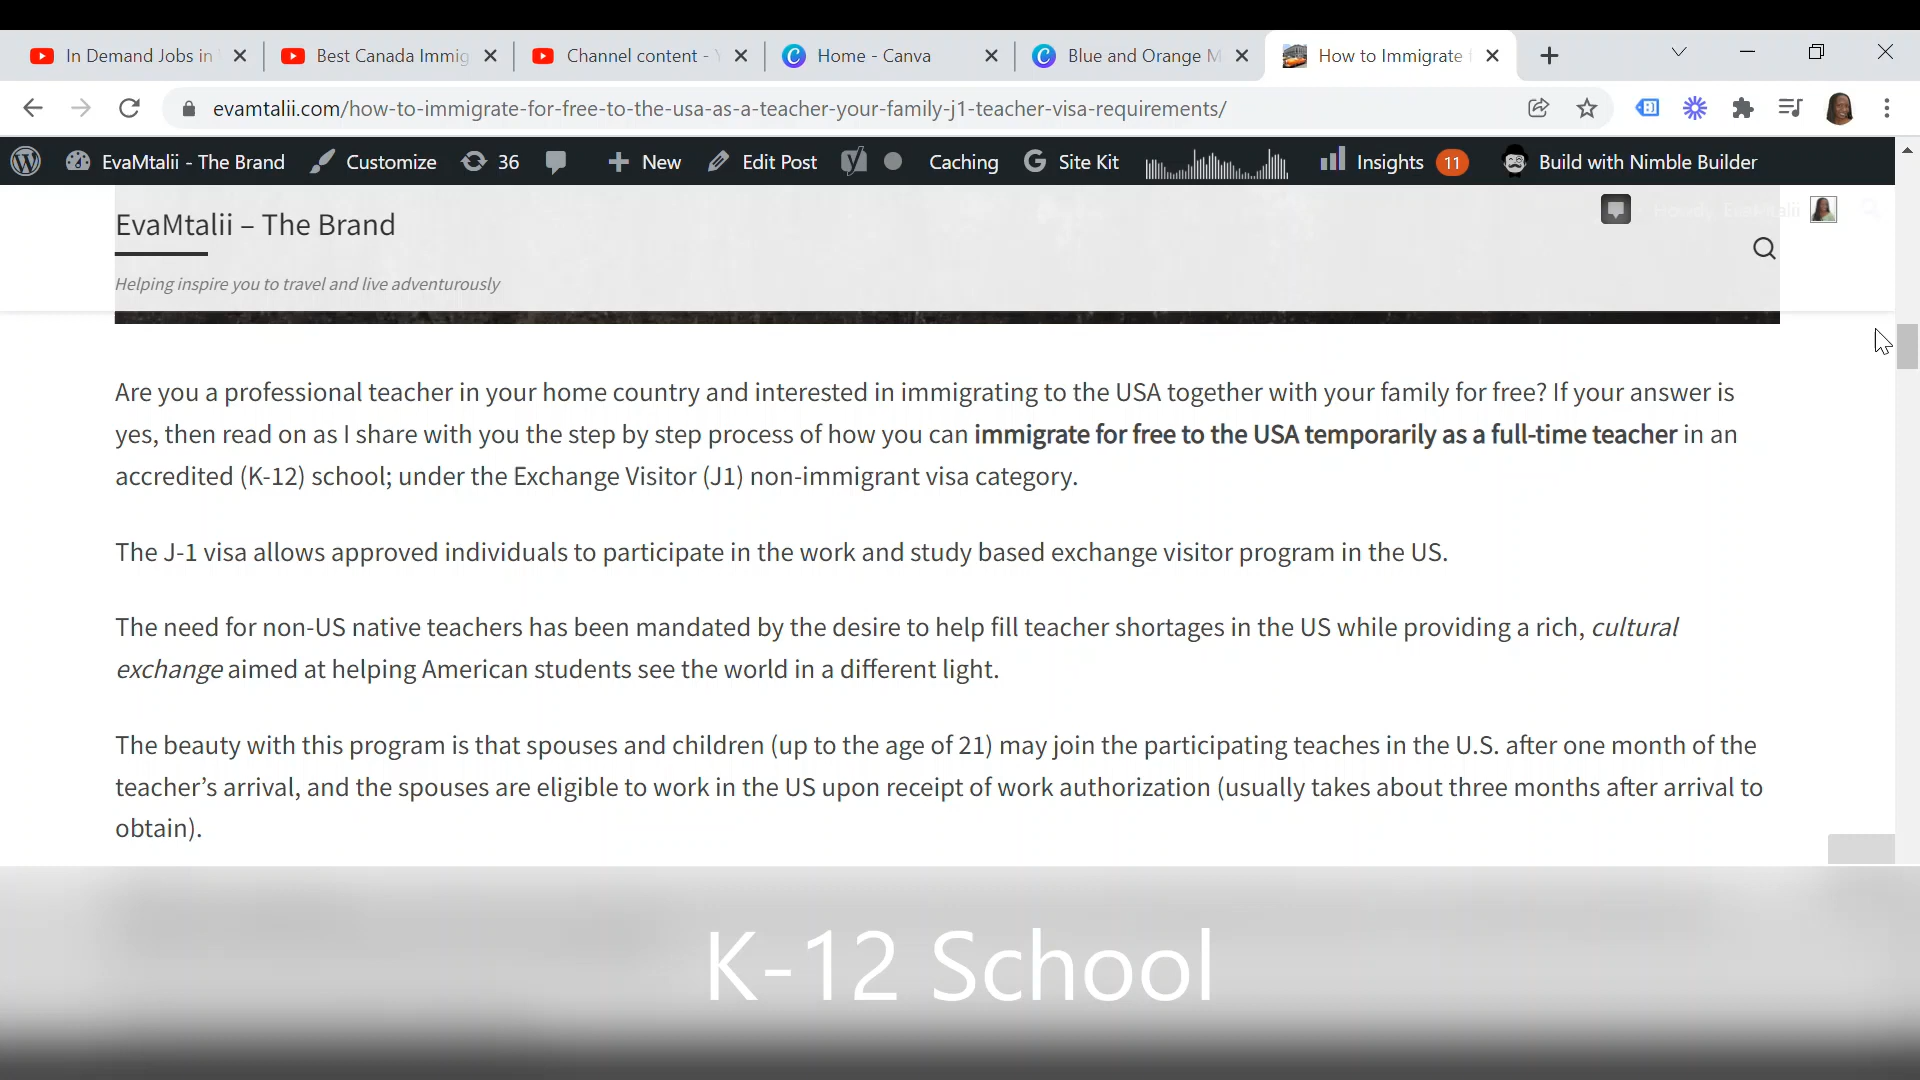 In Demand Jobs in
Best Canada Immig
Channel content -
Home - Canva
Blue and Orange M
How to Immigrate
evamtalii.com/how-to-immigrate-for-free-to-the-usa-as-a-teacher-your-family-j1-teacher-visa-requirements/
EvaMtalii - The Brand
Customize
36
New
Edit Post
Caching
Site Kit
Insights
11
Build with Nimble Builder
EvaMtalii – The Brand
Helping inspire you to travel and live adventurously
Are you a professional teacher in your home country and interested in immigrating to the USA together with your family for free? If your answer is
yes, then read on as I share with you the step by step process of how you can immigrate for free to the USA temporarily as a full-time teacher in an
accredited (K-12) school; under the Exchange Visitor (J1) non-immigrant visa category.
The J-1 visa allows approved individuals to participate in the work and study based exchange visitor program in the US.
The need for non-US native teachers has been mandated by the desire to help fill teacher shortages in the US while providing a rich, cultural
exchange aimed at helping American students see the world in a different light.
The beauty with this program is that spouses and children (up to the age of 21) may join the participating teaches in the U.S. after one month of the
teacher’s arrival, and the spouses are eligible to work in the US upon receipt of work authorization (usually takes about three months after arrival to
obtain).
K-12 School